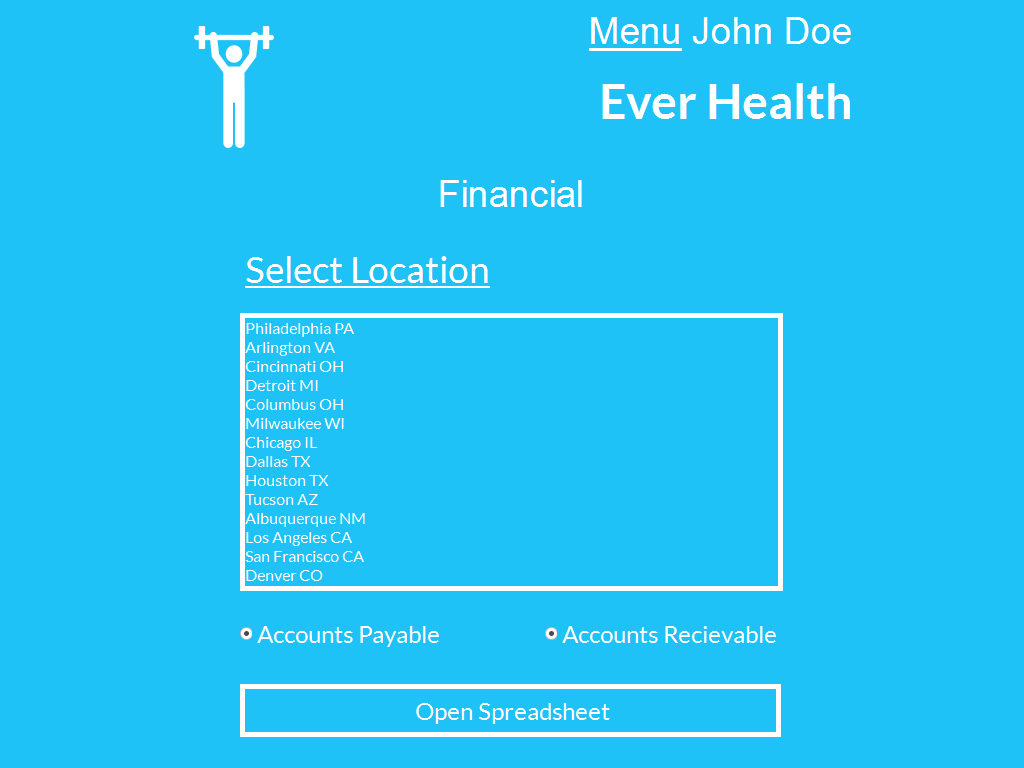 Menu John Doe
Ever Health
Financial
Select Location
Philadelphia PA
Arlington VA
Cincinnati OH
Detroit MI
Columbus OH
Milwaukee WI
Chicago IL
Dallas TX
Houston TX
Tucson AZ
Albuquerque NM
Los Angeles CA
San Francisco CA
Denver CO
Accounts Payable Accounts Recievable
Open Spreadsheet